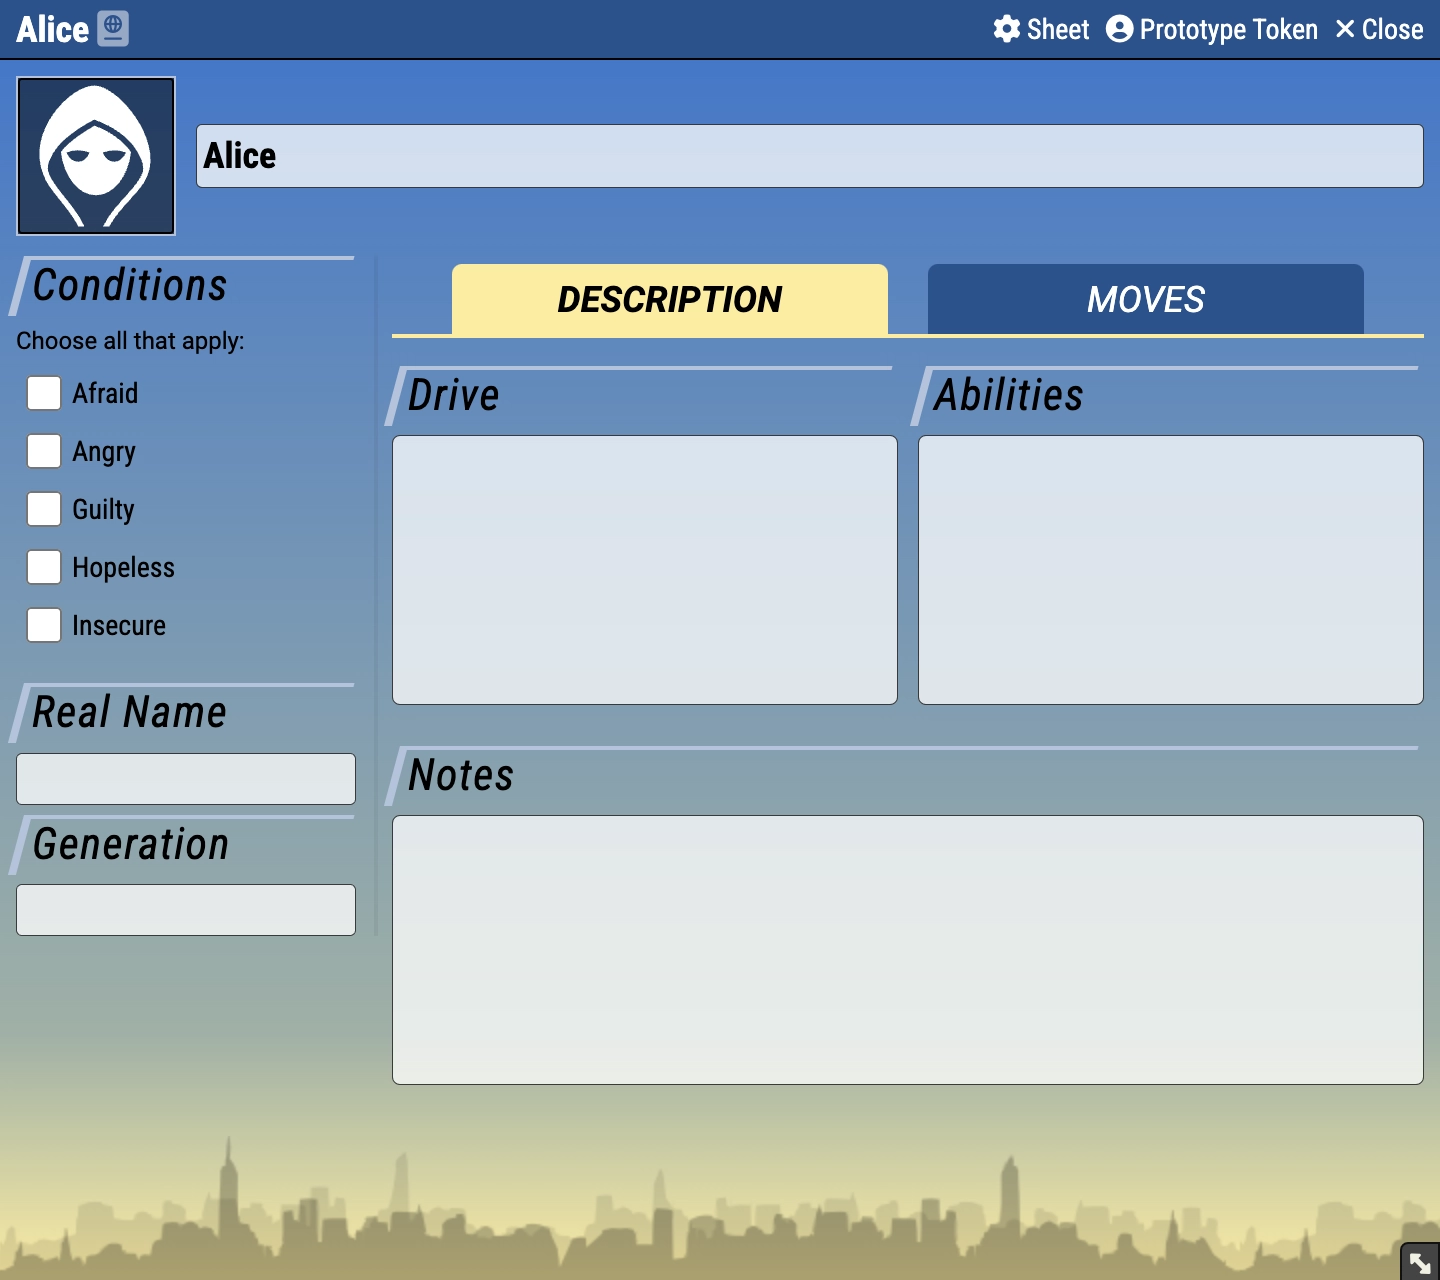 Alice
Sheet
Prototype Token
Close
Alice
Conditions
Choose all that apply:
Afraid
Angry
Guilty
Hopeless
Insecure
Real Name
Generation
DESCRIPTION
MOVES
Drive
Abilities
Notes